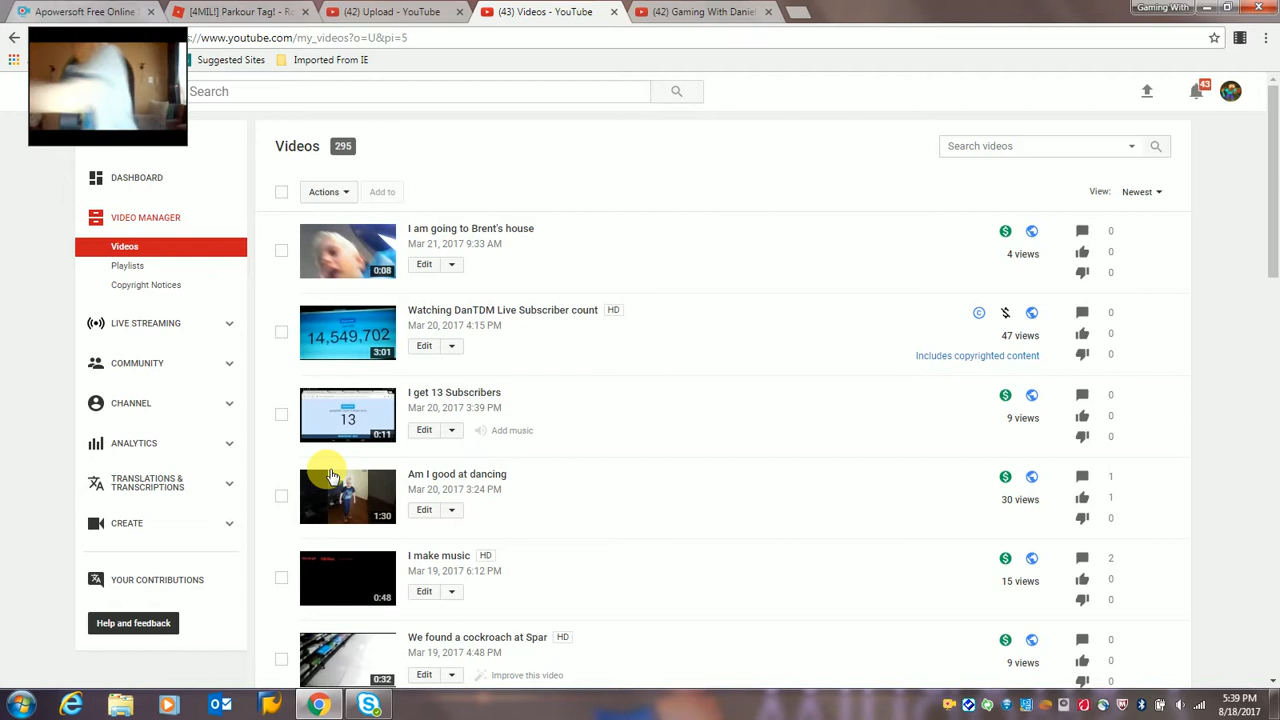 Apowersoft Free Online
[4MIL!] Parkour Tag! - R
(42) Upload - YouTube
(43) Videos - YouTube
(42) Gaming With Daniel
Gaming With
://www.youtube.com/my_videos?o=U&pi=5
Suggested Sites
Imported From IE
Search
43
Videos 295
Search videos
DASHBOARD
VIDEO MANAGER
Videos
Playlists
Copyright Notices
LIVE STREAMING
COMMUNITY
CHANNEL
ANALYTICS
TRANSLATIONS &
TRANSCRIPTIONS
CREATE
YOUR CONTRIBUTIONS
Help and feedback
Actions
Add to
View: Newest
0:08
I am going to Brent's house
Mar 21, 2017 9:33 AM
Edit
4 views
0
0
0
14,549,702
3:01
Watching DanTDM Live Subscriber count HD
Mar 20, 2017 4:15 PM
Edit
47 views
Includes copyrighted content
0
0
0
13
0:11
I get 13 Subscribers
Mar 20, 2017 3:39 PM
Edit
Add music
9 views
0
0
0
1:30
Am I good at dancing
Mar 20, 2017 3:24 PM
Edit
30 views
1
1
0
0:48
I make music HD
Mar 19, 2017 6:12 PM
Edit
15 views
2
0
0
0:32
We found a cockroach at Spar HD
Mar 19, 2017 4:48 PM
Edit
Improve this video
9 views
0
0
0
5:39 PM
8/18/2017